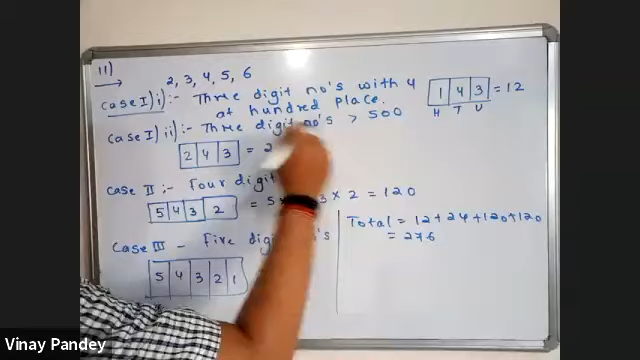 11)
2, 3, 4, 5, 6
Case I) i) :- Three digit no's with 4
at hundred place.
1 4 3 = 12
H T U
Case I) ii) :- Three digit no's > 500
2 4 3 = 2
Case II :- Four digit
5 4 3 2 = 5 × 3 × 2 = 120
Case III - Five dig 's
5 4 3 2 1
Total = 12 + 24 + 120 + 120
= 276
Vinay Pandey